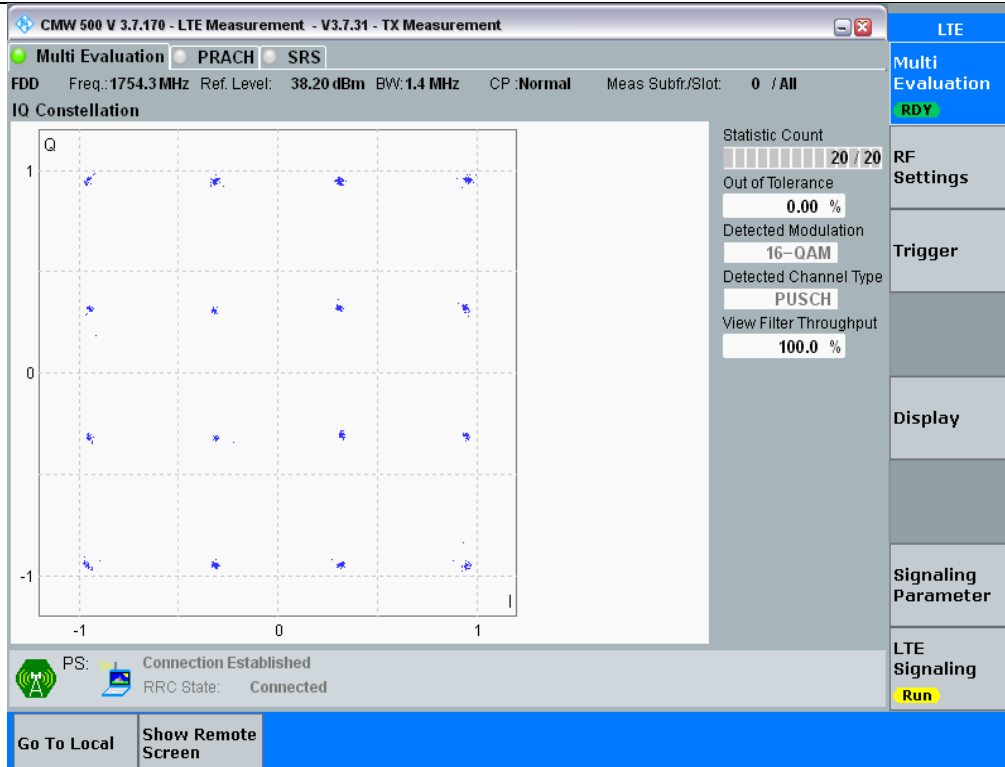 CMW 500 V 3.7.170 - LTE Measurement - V3.7.31 - TX Measurement
LTE
Multi Evaluation PRACH SRS
FDD Freq.: 1754.3 MHz Ref. Level: 38.20 dBm BW: 1.4 MHz CP : Normal Meas Subfr./Slot: 0 / All
IQ Constellation
Q
1
0
-1
-1 0 1
I
Statistic Count
20 / 20
Out of Tolerance
0.00 %
Detected Modulation
16-QAM
Detected Channel Type
PUSCH
View Filter Throughput
100.0 %
Multi
Evaluation
RDY
RF
Settings
Trigger
Display
Signaling
Parameter
LTE
Signaling
Run
PS: Connection Established
RRC State: Connected
Go To Local
Show Remote
Screen